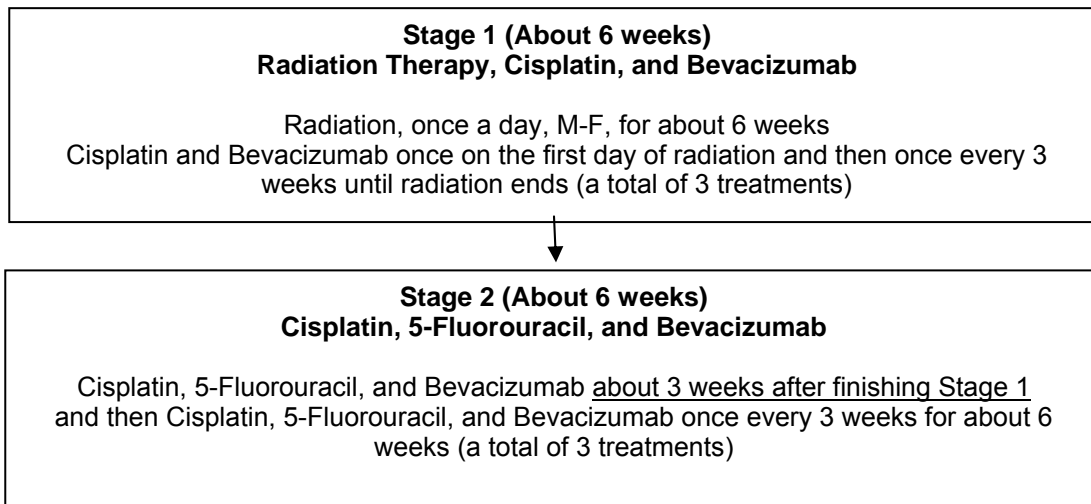 Stage 1 (About 6 weeks)
Radiation Therapy, Cisplatin, and Bevacizumab
Radiation, once a day, M-F, for about 6 weeks
Cisplatin and Bevacizumab once on the first day of radiation and then once every 3
weeks until radiation ends (a total of 3 treatments)
Stage 2 (About 6 weeks)
Cisplatin, 5-Fluorouracil, and Bevacizumab
Cisplatin, 5-Fluorouracil, and Bevacizumab about 3 weeks after finishing Stage 1
and then Cisplatin, 5-Fluorouracil, and Bevacizumab once every 3 weeks for about 6
weeks (a total of 3 treatments)